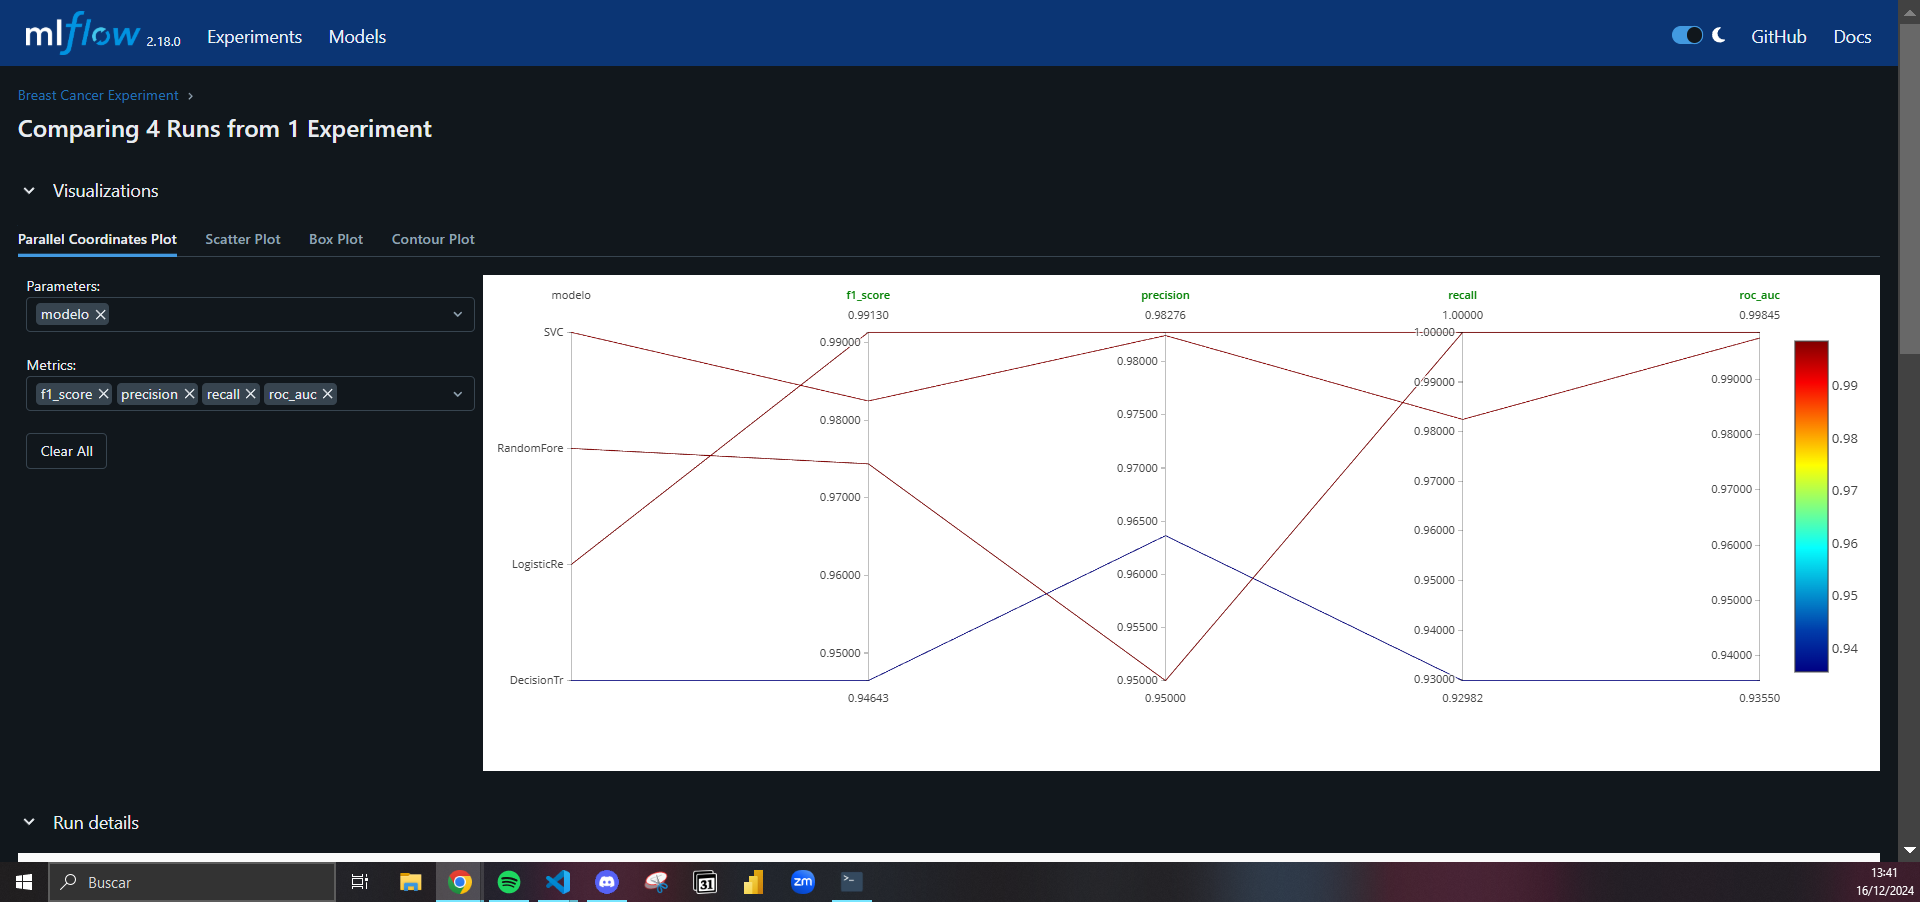 mlflow 2.18.0 Experiments Models GitHub Docs
Breast Cancer Experiment
Comparing 4 Runs from 1 Experiment
Visualizations
Parallel Coordinates Plot Scatter Plot Box Plot Contour Plot
Parameters:
modelo
Metrics:
f1_score precision recall roc_auc
Clear All
modelo f1_score precision recall roc_auc
0.99130 0.98276 1.00000 0.99845
SVC
RandomFore
LogisticRe
DecisionTr
0.99000
0.98000
0.97000
0.96000
0.95000
0.94643
0.98000
0.97500
0.97000
0.96500
0.96000
0.95500
0.95000
0.95000
1.00000
0.99000
0.98000
0.97000
0.96000
0.95000
0.94000
0.93000
0.92982
0.99000
0.98000
0.97000
0.96000
0.95000
0.94000
0.93550
0.99
0.98
0.97
0.96
0.95
0.94
Run details
Buscar
31
zm
13:41
16/12/2024